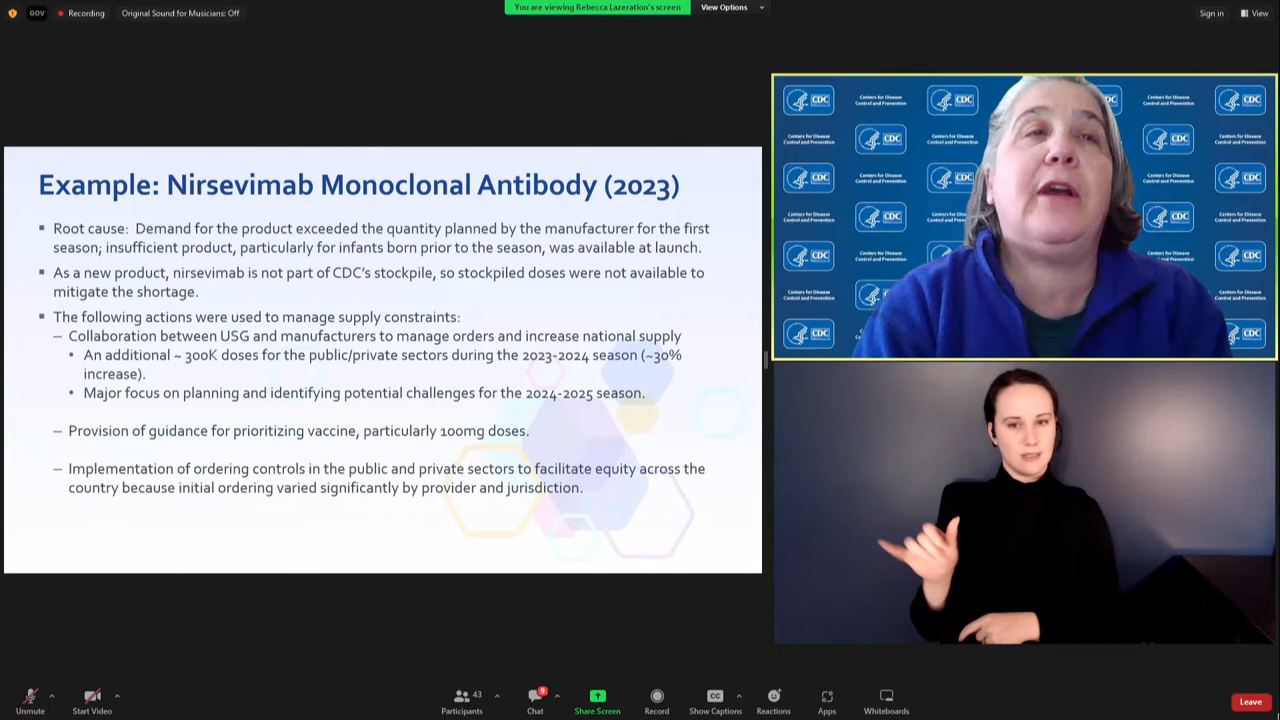 GOV
Recording
Original Sound for Musicians: Off
You are viewing Rebecca Lazeration's screen
View Options
Sign in
View
Example: Nirsevimab Monoclonal Antibody (2023)
▪ Root cause: Demand for the product exceeded the quantity planned by the manufacturer for the first
season; insufficient product, particularly for infants born prior to the season, was available at launch.
▪ As a new product, nirsevimab is not part of CDC's stockpile, so stockpiled doses were not available to
mitigate the shortage.
▪ The following actions were used to manage supply constraints:
– Collaboration between USG and manufacturers to manage orders and increase national supply
• An additional ~ 300K doses for the public/private sectors during the 2023-2024 season (~30%
increase).
• Major focus on planning and identifying potential challenges for the 2024-2025 season.
– Provision of guidance for prioritizing vaccine, particularly 100mg doses.
– Implementation of ordering controls in the public and private sectors to facilitate equity across the
country because initial ordering varied significantly by provider and jurisdiction.
CDC
Centers for Disease
Control and Prevention
Unmute
Start Video
43
Participants
9
Chat
Share Screen
Record
CC
Show Captions
Reactions
Apps
Whiteboards
Leave